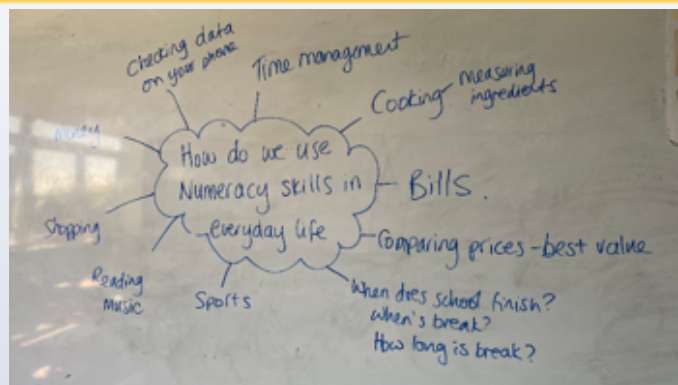 How do we use
Numeracy skills in
everyday life
Checking data
on your phone
Time management
Cooking - measuring
ingredients
Bills.
Comparing prices - best value
When does school finish?
when's break?
How long is break?
Sports
Reading
Music
Shopping
Money